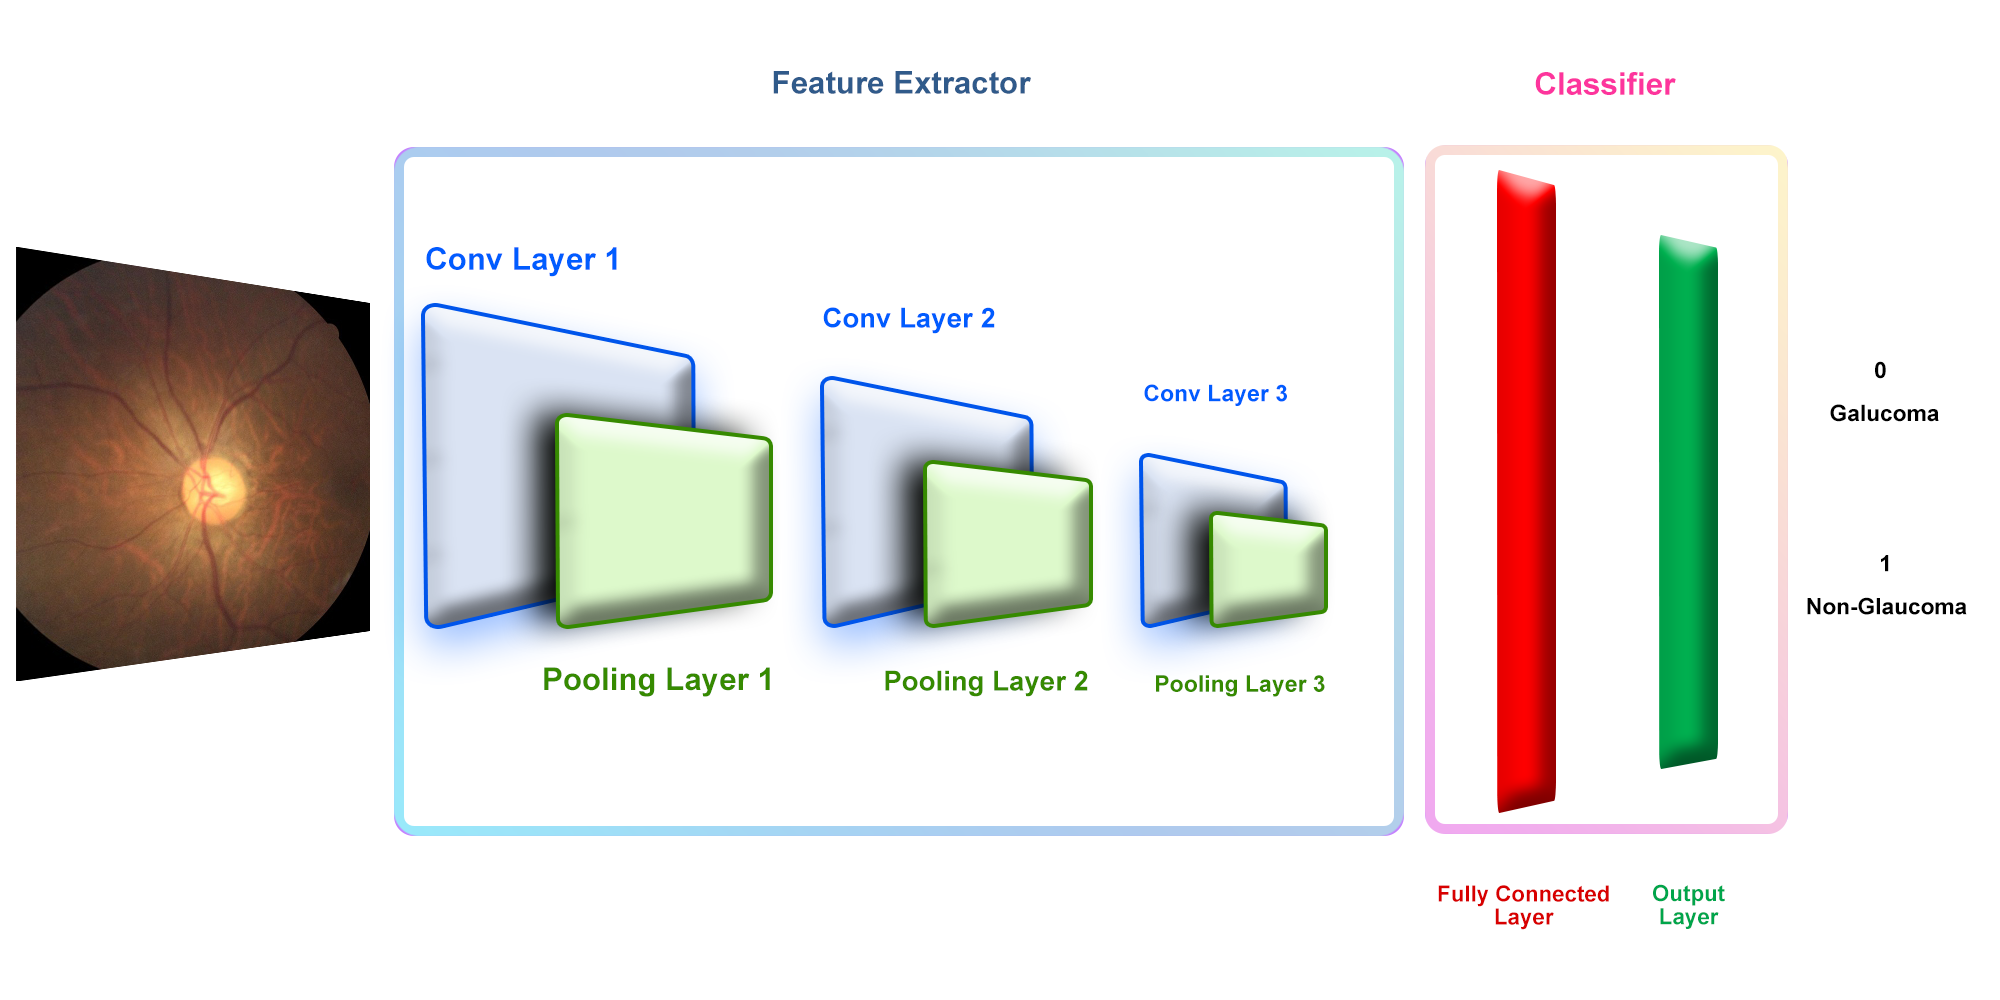 Feature Extractor
Classifier
Conv Layer 1
Conv Layer 2
Conv Layer 3
Pooling Layer 1
Pooling Layer 2
Pooling Layer 3
0
Galucoma
1
Non-Glaucoma
Fully Connected
Layer
Output
Layer